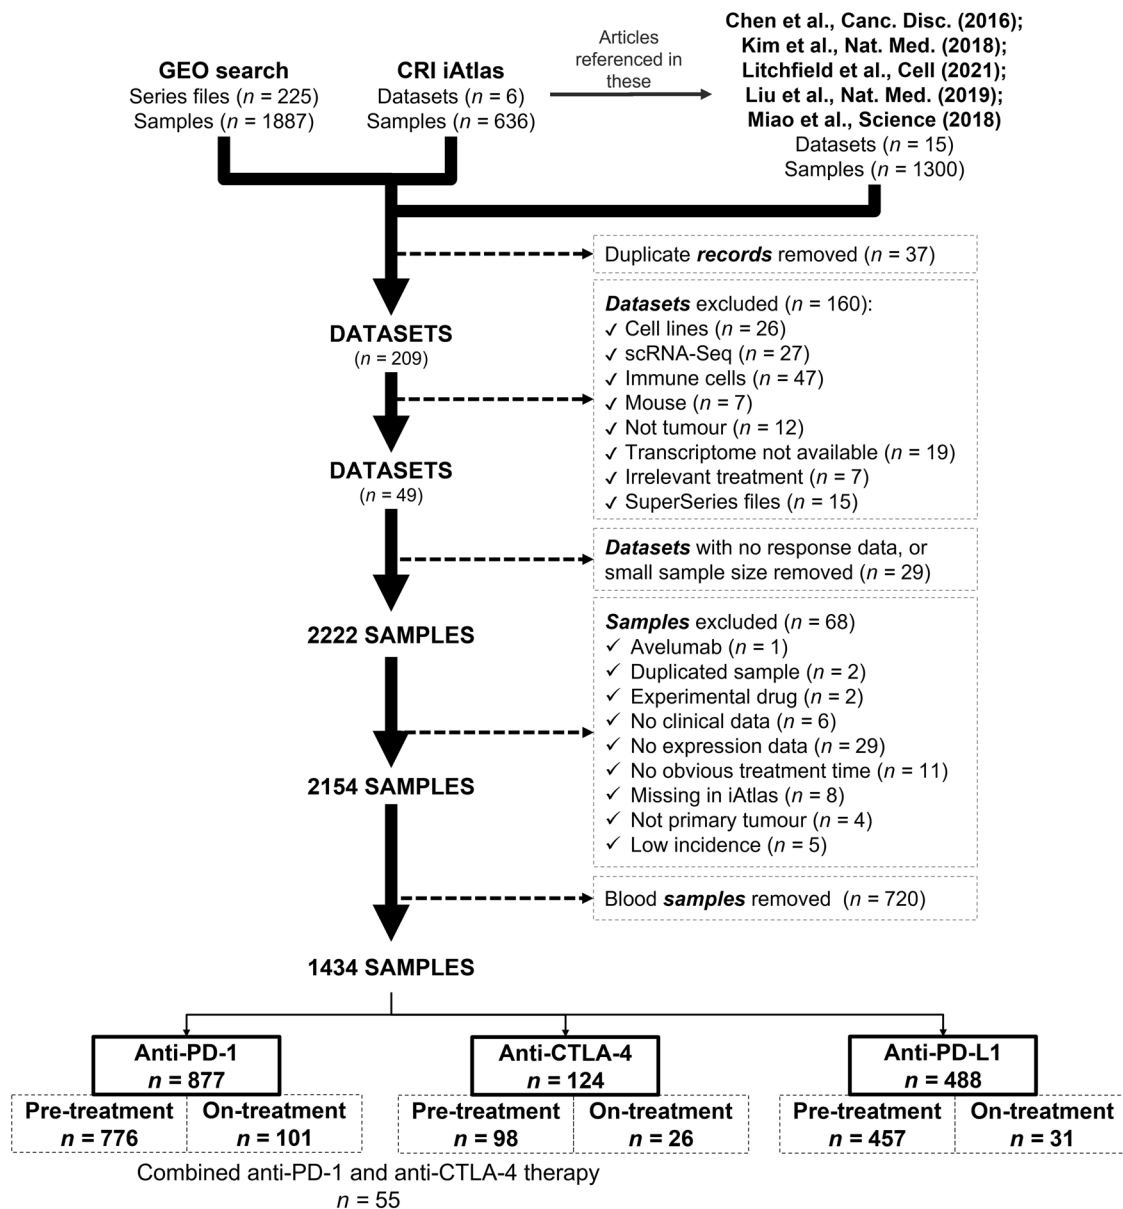 GEO search
Series files (n = 225)
Samples (n = 1887)
CRI iAtlas
Datasets (n = 6)
Samples (n = 636)
Articles
referenced in
these
Chen et al., Canc. Disc. (2016);
Kim et al., Nat. Med. (2018);
Litchfield et al., Cell (2021);
Liu et al., Nat. Med. (2019);
Miao et al., Science (2018)
Datasets (n = 15)
Samples (n = 1300)
Duplicate records removed (n = 37)
DATASETS
(n = 209)
Datasets excluded (n = 160):
✓ Cell lines (n = 26)
✓ scRNA-Seq (n = 27)
✓ Immune cells (n = 47)
✓ Mouse (n = 7)
✓ Not tumour (n = 12)
✓ Transcriptome not available (n = 19)
✓ Irrelevant treatment (n = 7)
✓ SuperSeries files (n = 15)
DATASETS
(n = 49)
Datasets with no response data, or
small sample size removed (n = 29)
2222 SAMPLES
Samples excluded (n = 68)
✓ Avelumab (n = 1)
✓ Duplicated sample (n = 2)
✓ Experimental drug (n = 2)
✓ No clinical data (n = 6)
✓ No expression data (n = 29)
✓ No obvious treatment time (n = 11)
✓ Missing in iAtlas (n = 8)
✓ Not primary tumour (n = 4)
✓ Low incidence (n = 5)
2154 SAMPLES
Blood samples removed (n = 720)
1434 SAMPLES
Anti-PD-1
n = 877
Pre-treatment
n = 776
On-treatment
n = 101
Anti-CTLA-4
n = 124
Pre-treatment
n = 98
On-treatment
n = 26
Anti-PD-L1
n = 488
Pre-treatment
n = 457
On-treatment
n = 31
Combined anti-PD-1 and anti-CTLA-4 therapy
n = 55